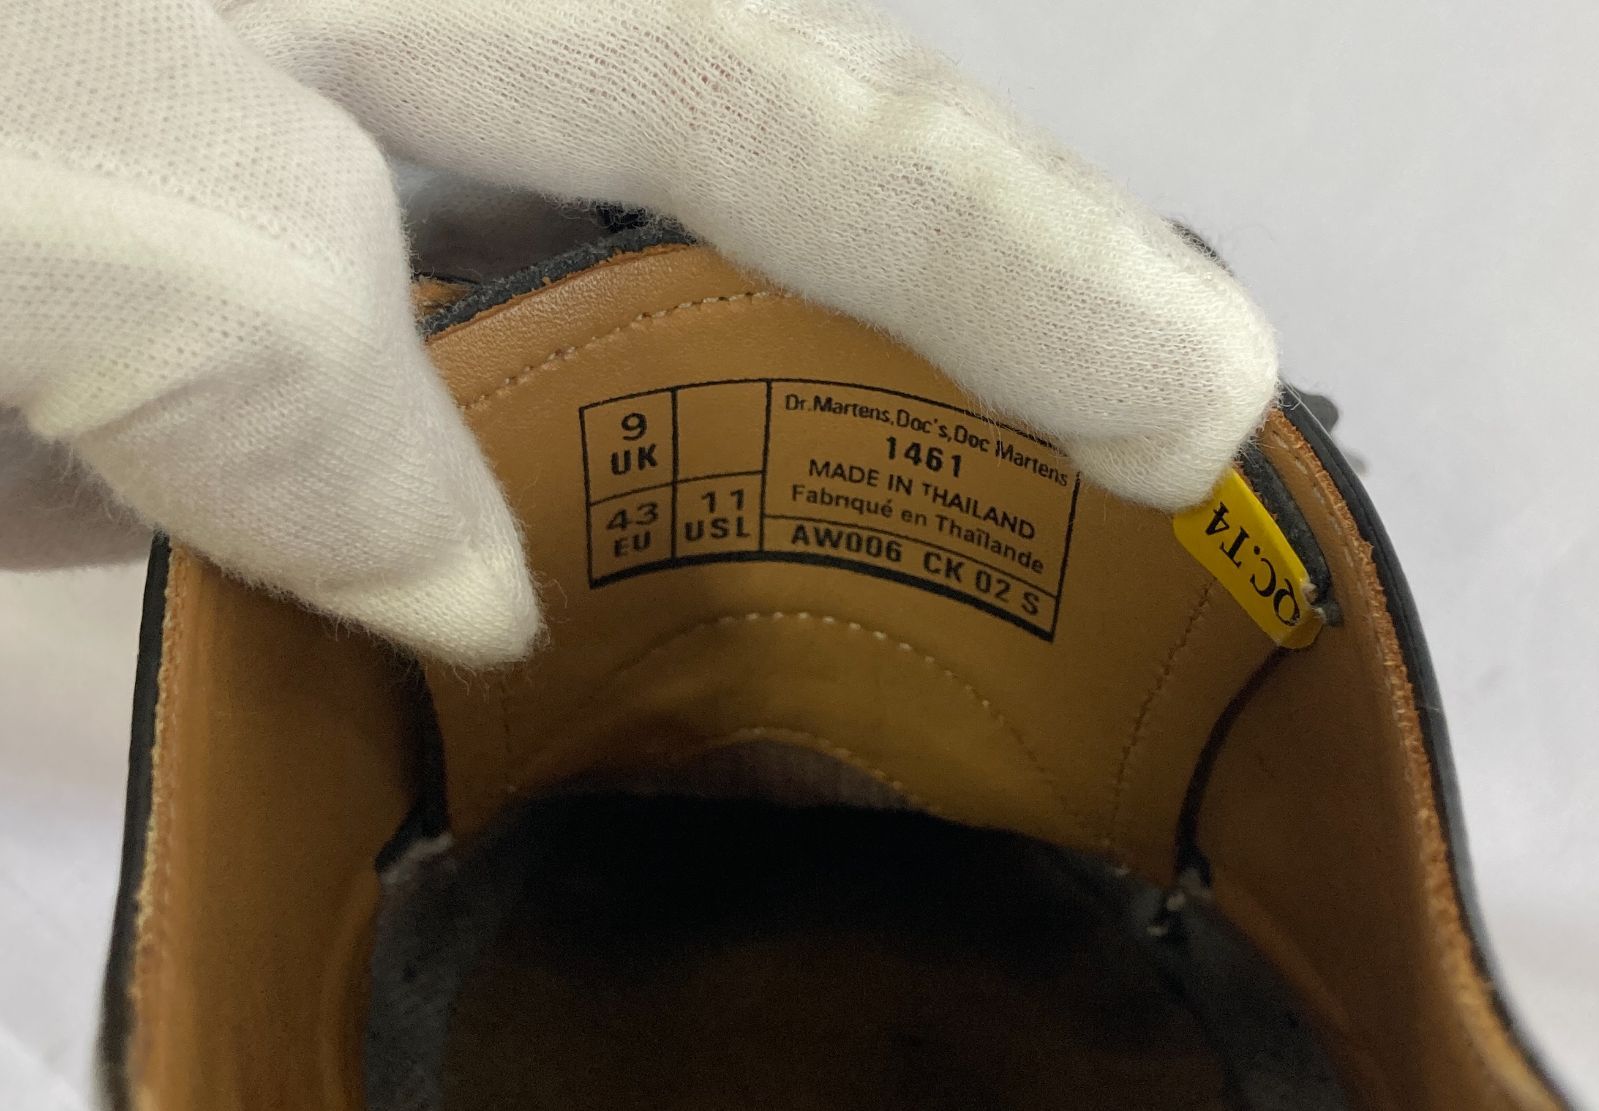 9
UK
43
EU
11
USL
Dr.Martens,Doc's,Doc Martens
1461
MADE IN THAILAND
Fabriqué en Thaïlande
AW006 CK 02 S
QC.T4